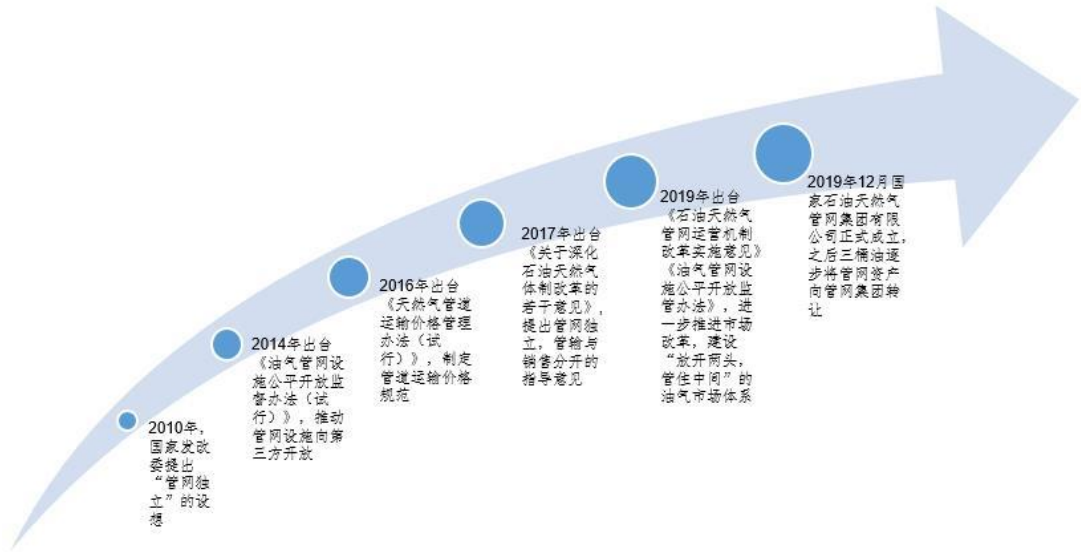 2010年，
国家发改
委提出
“管网独
立”的设
想
2014年出台
《油气管网设
施公平开放监
督办法（试
行）》，推动
管网设施向第
三方开放
2016年出台
《天然气管道
运输价格管理
办法（试
行）》，制定
管道运输价格
规范
2017年出台
《关于深化
石油天然气
体制改革的
若干意见》，
提出管网独
立，管输与
销售分开的
指导意见
2019年出台
《石油天然气
管网运营机制
改革实施意见》
《油气管网设
施公平开放监
管办法》，进
一步推进市场
改革，建设
“放开两头，
管住中间”的
油气市场体系
2019年12月国
家石油天然气
管网集团有限
公司正式成立，
之后三桶油逐
步将管网资产
向管网集团转
让